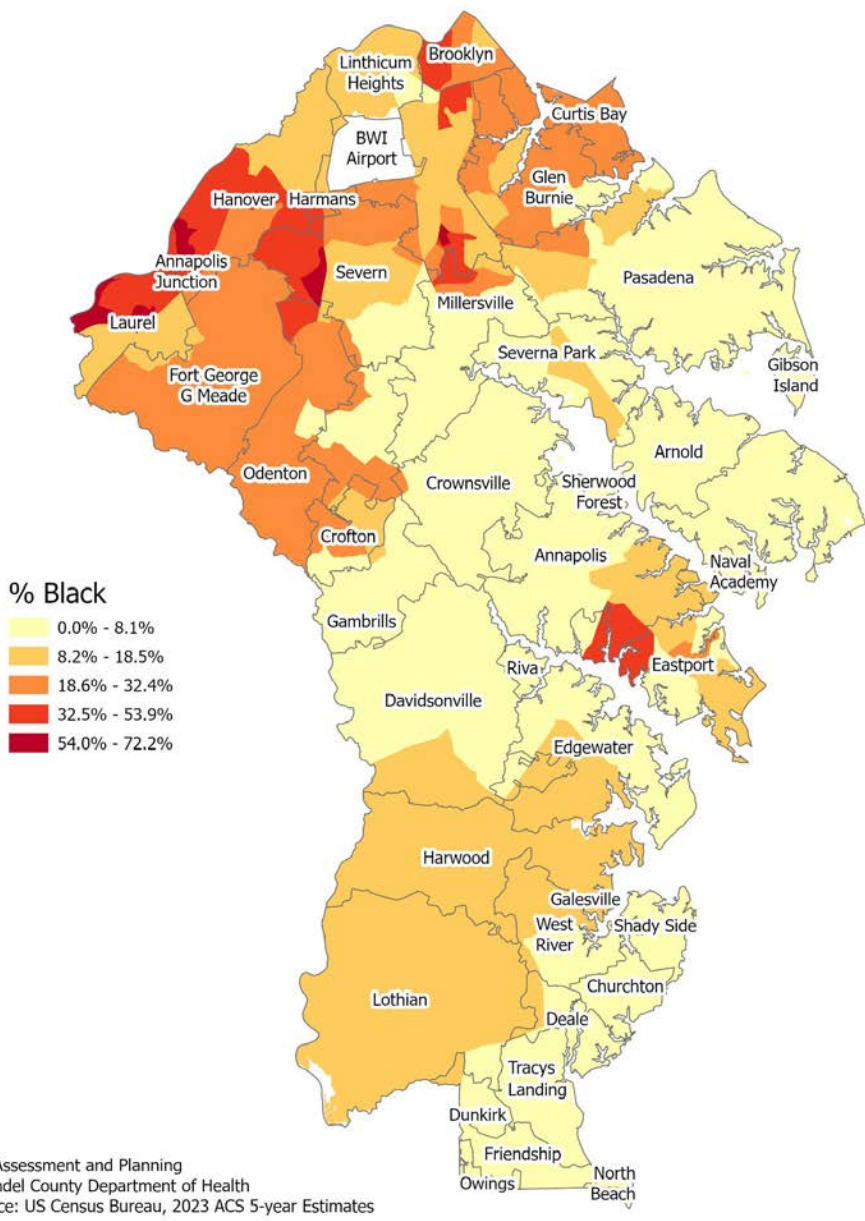 Brooklyn
Linthicum
Heights
Curtis Bay
BWI
Airport
Glen
Burnie
Hanover
Harmans
Pasadena
Annapolis
Junction
Severn
Millersville
Laurel
Severna Park
Gibson
Island
Fort George
G Meade
Arnold
Odenton
Crownsville
Sherwood
Forest
Crofton
Annapolis
Naval
Academy
% Black
0.0% - 8.1%
8.2% - 18.5%
18.6% - 32.4%
32.5% - 53.9%
54.0% - 72.2%
Gambrills
Riva
Eastport
Davidsonville
Edgewater
Harwood
Galesville
West
River
Shady Side
Churchton
Lothian
Deale
Tracys
Landing
Dunkirk
Friendship
Owings
North
Beach
Assessment and Planning
ndel County Department of Health
ce: US Census Bureau, 2023 ACS 5-year Estimates